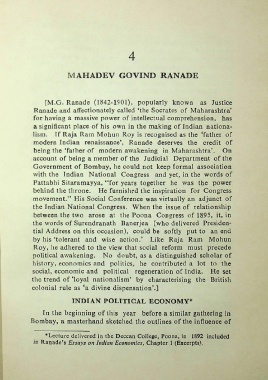 4
MAHADEV GOVIND RANADE
[M.G. Ranade (1842-1901), popularly known as Justice
Ranade and affectionately called 'the Socrates of Maharashtra'
for having a massive power of intellectual comprehension, has
a significant place of his own in the making of Indian nationa-
lism. If Raja Ram Mohun Roy is recognised as the 'father of
modern Indian renaissance', Ranade deserves the credit of
being the 'father of modern awakening in Maharashtra'. On
account of being a member of the Judicial Department of the
Government of Bombay, he could not keep formal association
with the Indian National Congress and yet, in the words of
Pattabhi Sitaramayya, "for years together he was the power
behind the throne. He furnished the inspiration for Congress
movement." His Social Conference was virtually an adjunct of
the Indian National Congress. When the issue of relationship
between the two arose at the Poona Congress of 1895, it, in
the words of Surendranath Banerjea (who delivered Presiden-
tial Address on this occasion), could be softly put to an end
by his 'tolerant and wise action.' Like Raja Ram Mohun
Roy, he adhered to the view that social reform must precede
political awakening. No doubt, as a distinguished scholar of
history, economics and politics, he contributed a lot to the
social, economic and political regeneration of India. He set
the trend of 'loyal nationalism' by characterising the British
colonial rule as 'a divine dispensation'.]
INDIAN POLITICAL ECONOMY*
In the beginning of this year before a similar gathering in
Bombay, a masterhand sketched the outlines of the influence of
*Lecture delivered in the Deccan College, Poona, in 1892 included
in Ranade's Essays on Indian Economics, Chapter 1 (Excerpts).